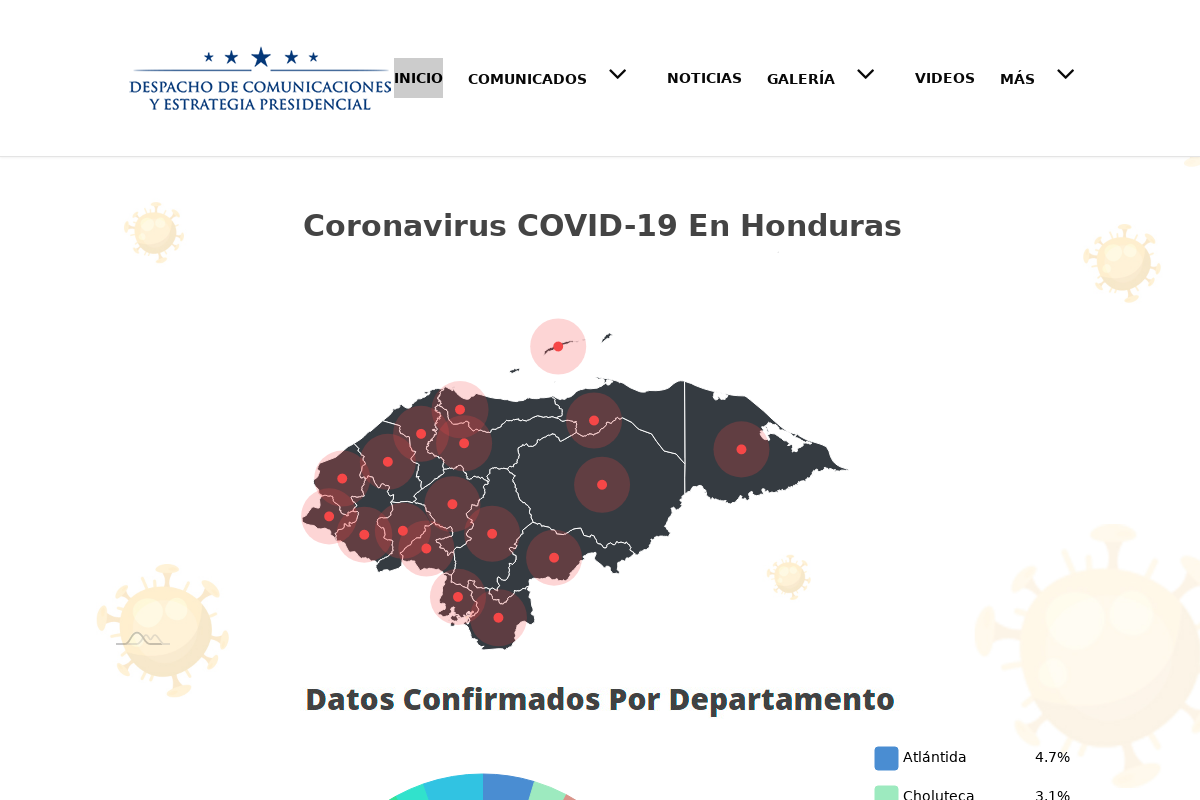 DESPACHO DE COMUNICACIONES
Y ESTRATEGIA PRESIDENCIAL
INICIO COMUNICADOS NOTICIAS GALERÍA VIDEOS MÁS
Coronavirus COVID-19 En Honduras
Datos Confirmados Por Departamento
Atlántida 4.7%
Choluteca 3.1%